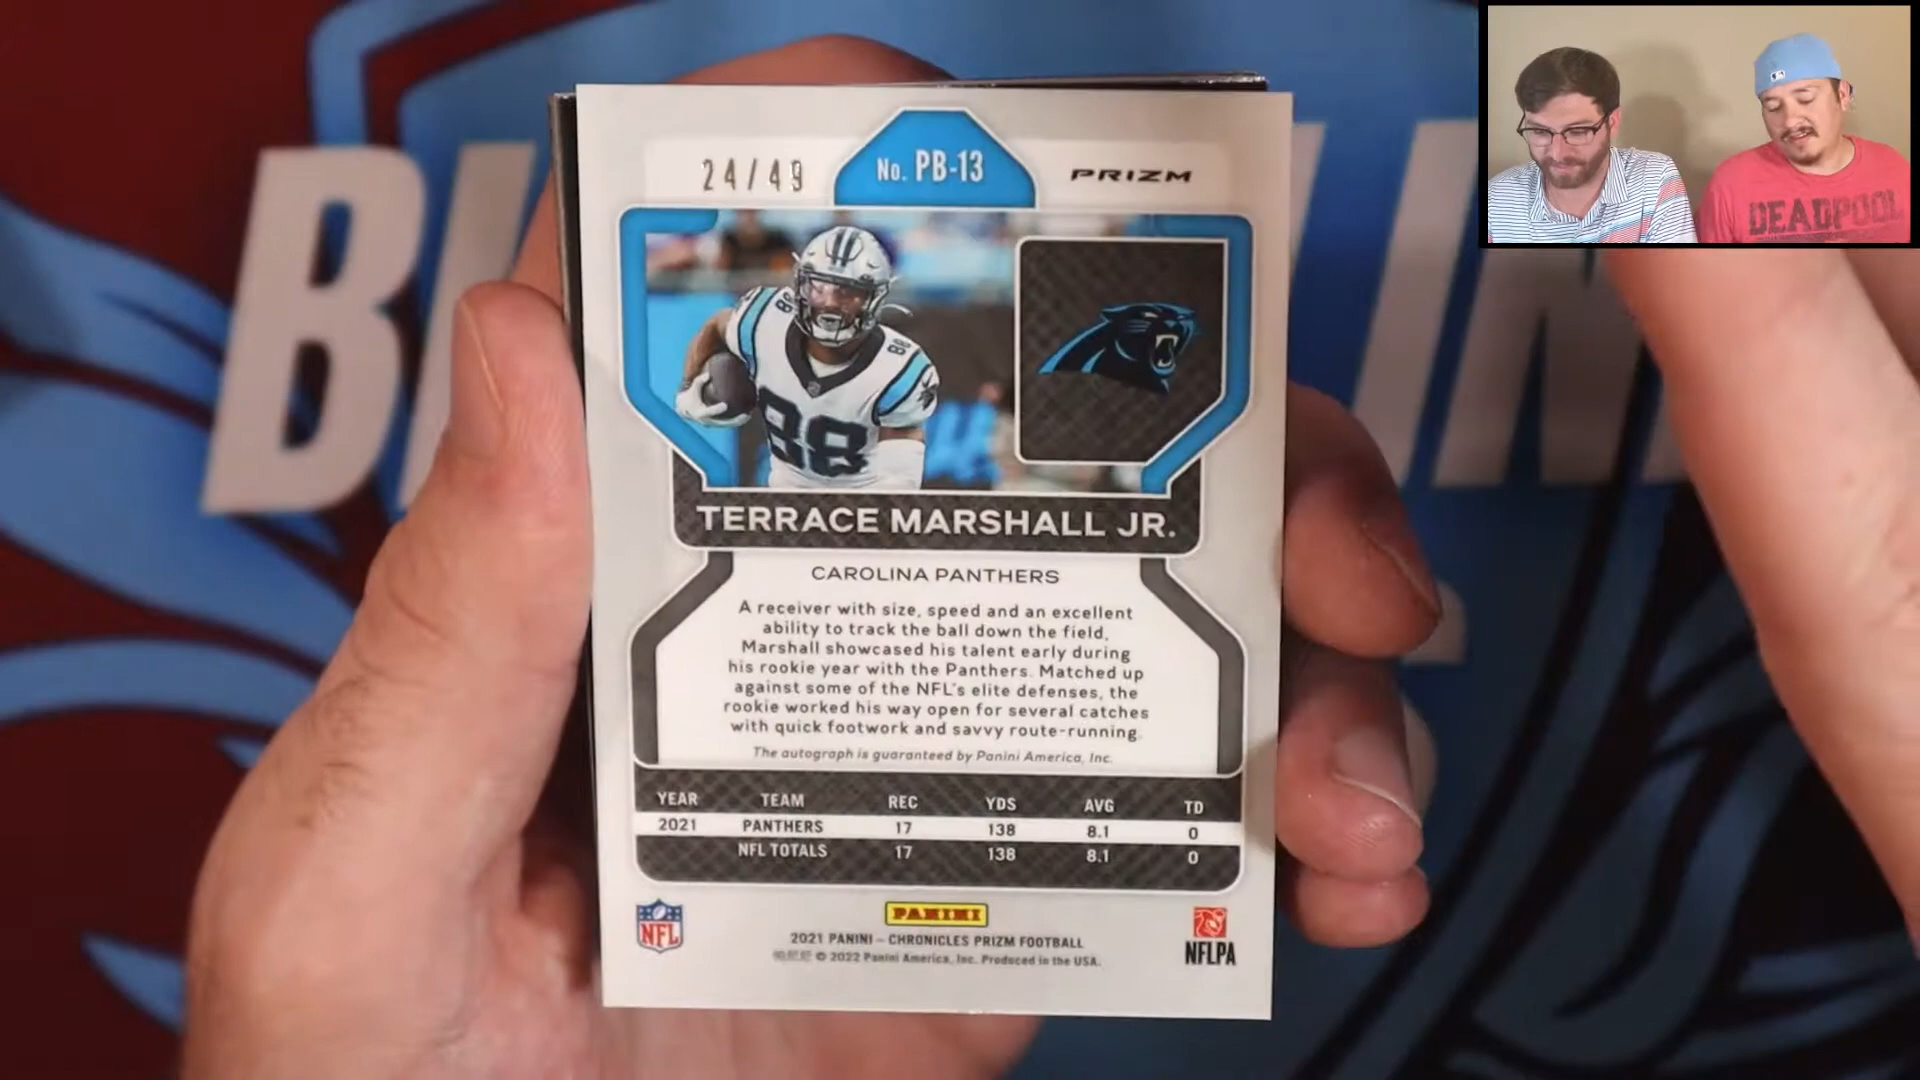 24/49
No. PB-13
PRIZM
88
88
88
TERRACE MARSHALL JR.
CAROLINA PANTHERS
A receiver with size, speed and an excellent
ability to track the ball down the field,
Marshall showcased his talent early during
his rookie year with the Panthers. Matched up
against some of the NFL's elite defenses, the
rookie worked his way open for several catches
with quick footwork and savvy route-running.
The autograph is guaranteed by Panini America, Inc.
YEAR TEAM REC YDS AVG TD
2021 PANTHERS 17 138 8.1 0
NFL TOTALS 17 138 8.1 0
NFL
PANINI
NFLPA
2021 PANINI – CHRONICLES PRIZM FOOTBALL
© 2022 Panini America, Inc. Produced in the USA.
DEADPOOL